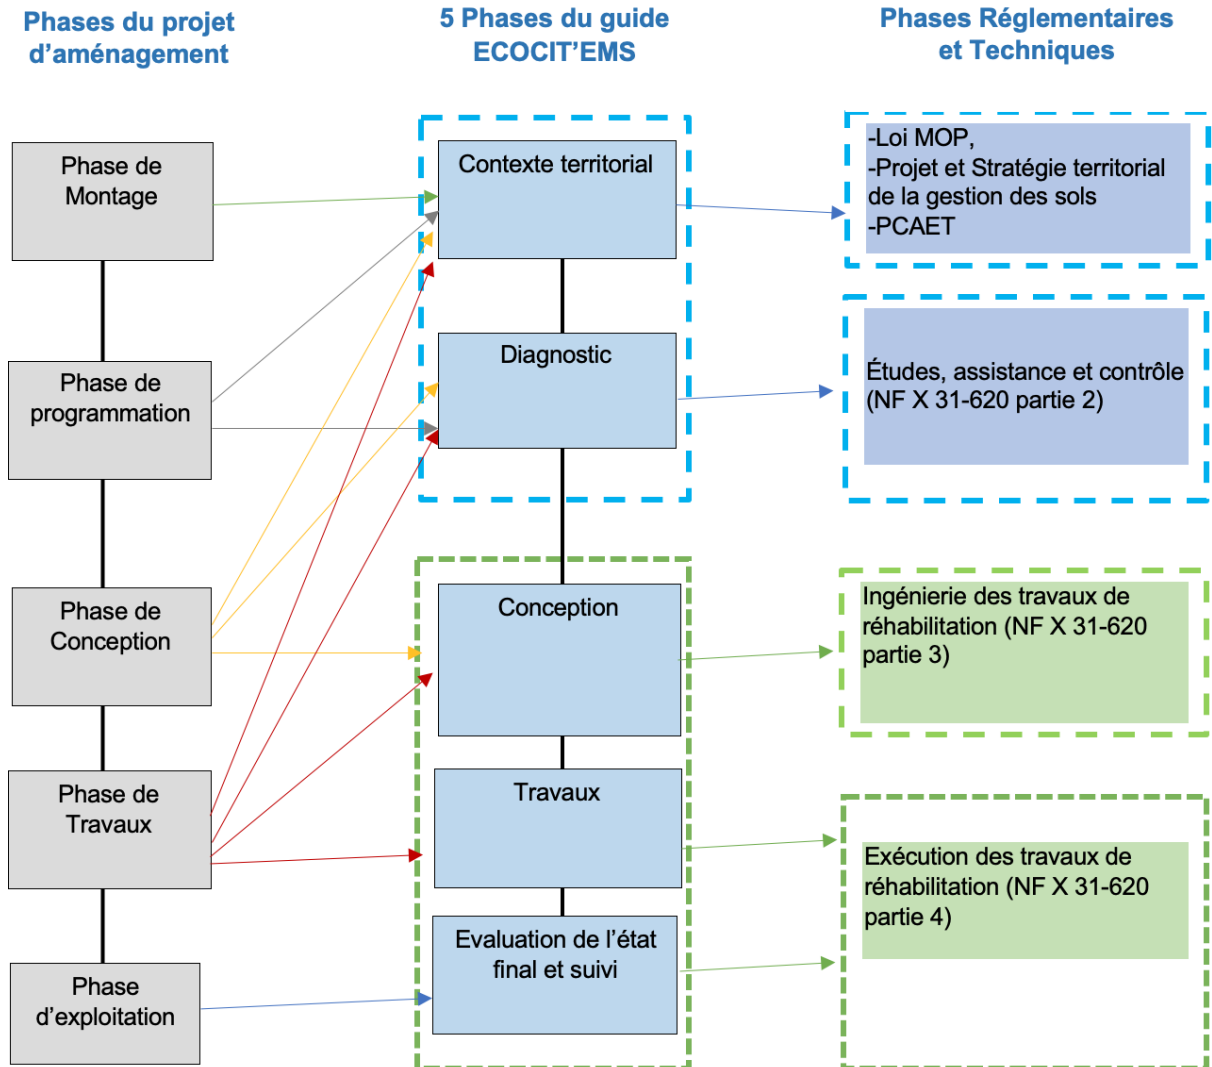 Phases du projet
d’aménagement
5 Phases du guide
ECOCIT’EMS
Phases Réglementaires
et Techniques
Phase de
Montage
Phase de
programmation
Phase de
Conception
Phase de
Travaux
Phase
d’exploitation
Contexte territorial
Diagnostic
Conception
Travaux
Evaluation de l’état
final et suivi
-Loi MOP,
-Projet et Stratégie territorial
de la gestion des sols
-PCAET
Études, assistance et contrôle
(NF X 31-620 partie 2)
Ingénierie des travaux de
réhabilitation (NF X 31-620
partie 3)
Exécution des travaux de
réhabilitation (NF X 31-620
partie 4)